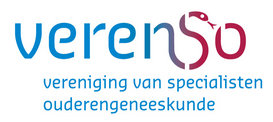 verenso
vereniging van specialisten
ouderengeneeskunde